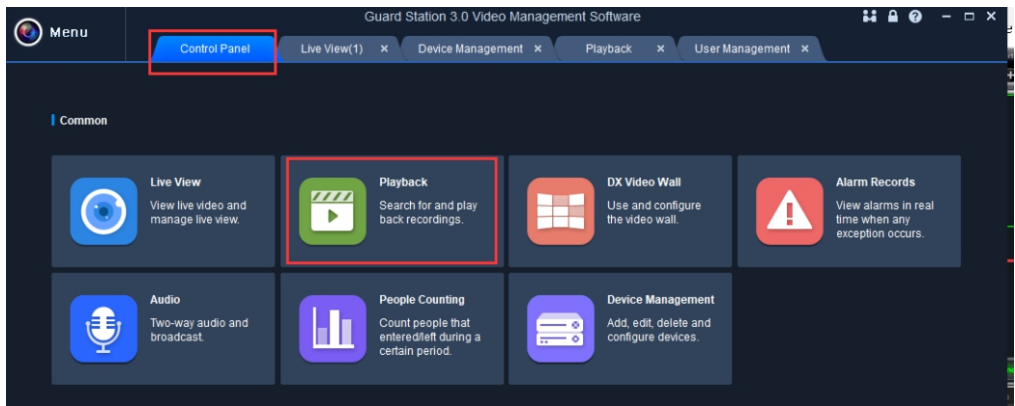 Guard Station 3.0 Video Management Software
Menu
Control Panel
Live View(1)
Device Management
Playback
User Management
Common
Live View
View live video and
manage live view.
Playback
Search for and play
back recordings.
DX Video Wall
Use and configure
the video wall.
Alarm Records
View alarms in real
time when any
exception occurs.
Audio
Two-way audio and
broadcast.
People Counting
Count people that
entered/left during a
certain period.
Device Management
Add, edit, delete and
configure devices.